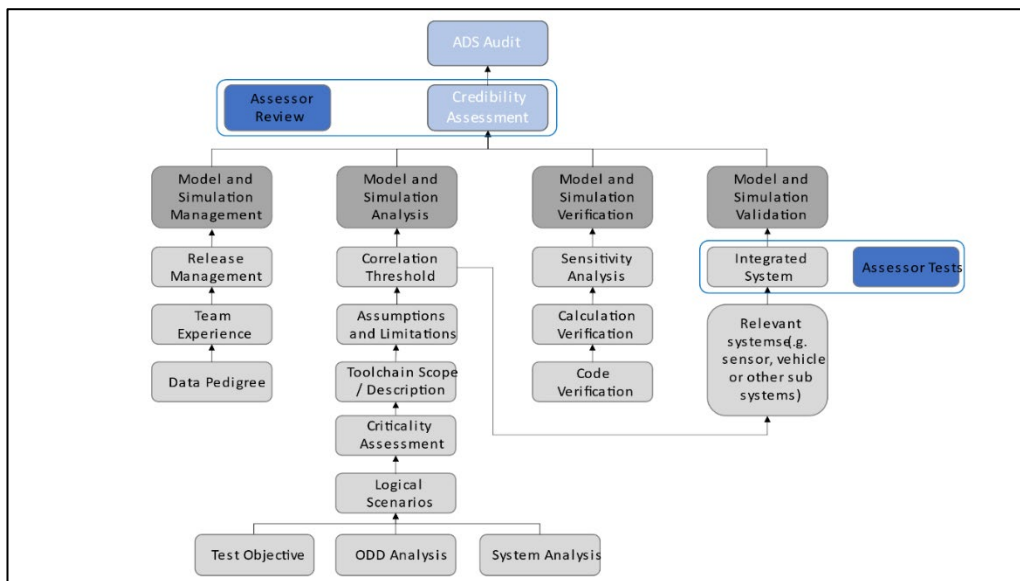 ADS Audit
Assessor
Review
Credibility
Assessment
Model and
Simulation
Management
Model and
Simulation
Analysis
Model and
Simulation
Verification
Model and
Simulation
Validation
Release
Management
Correlation
Threshold
Sensitivity
Analysis
Integrated
System
Assessor Tests
Team
Experience
Assumptions
and Limitations
Calculation
Verification
Relevant
systemse(.g.
sensor, vehicle
or other sub
systems)
Data Pedigree
Toolchain Scope
/ Description
Code
Verification
Criticality
Assessment
Logical
Scenarios
Test Objective
ODD Analysis
System Analysis